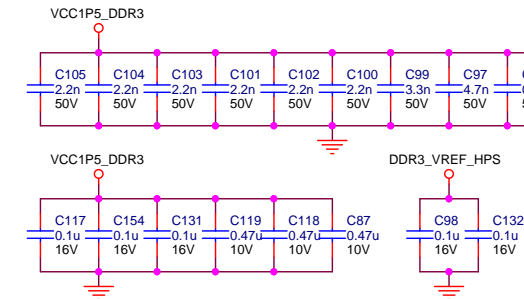 VCC1P5_DDR3
C105 C104 C103 C101 C102 C100 C99 C97
2.2n 2.2n 2.2n 2.2n 2.2n 2.2n 3.3n 4.7n
50V 50V 50V 50V 50V 50V 50V 50V
VCC1P5_DDR3 DDR3_VREF_HPS
C117 C154 C131 C119 C118 C87 C98 C132
0.1u 0.1u 0.1u 0.47u 0.47u 0.47u 0.1u 0.1u
16V 16V 16V 10V 10V 10V 16V 16V